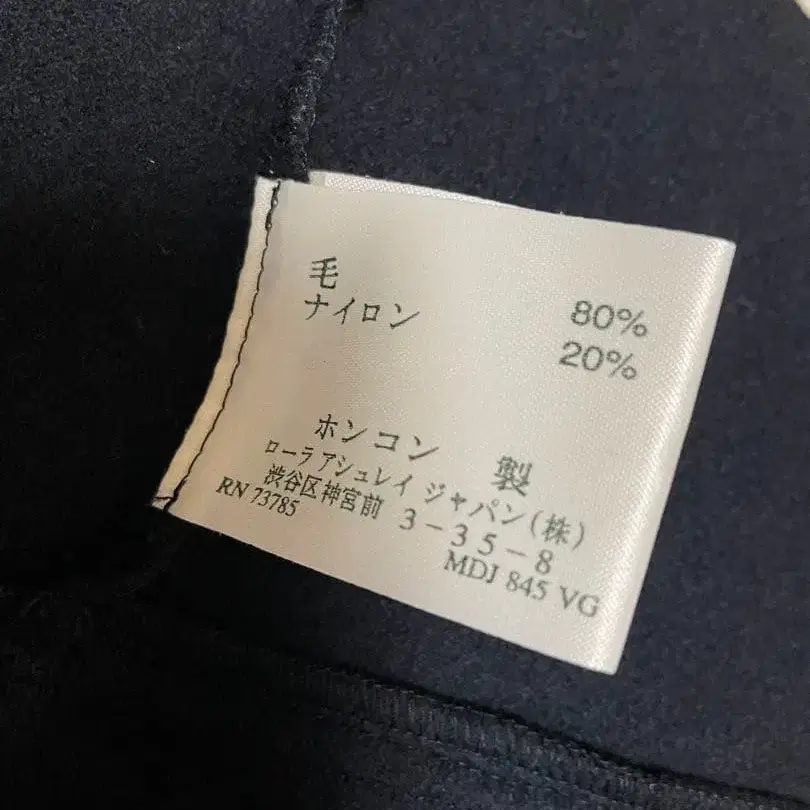 毛 80%
ナイロン 20%
ホンコン 製
ローラ アシュレイ ジャパン(株)
渋谷区神宮前 3-35-8
RN 73785 MDJ 845 VG